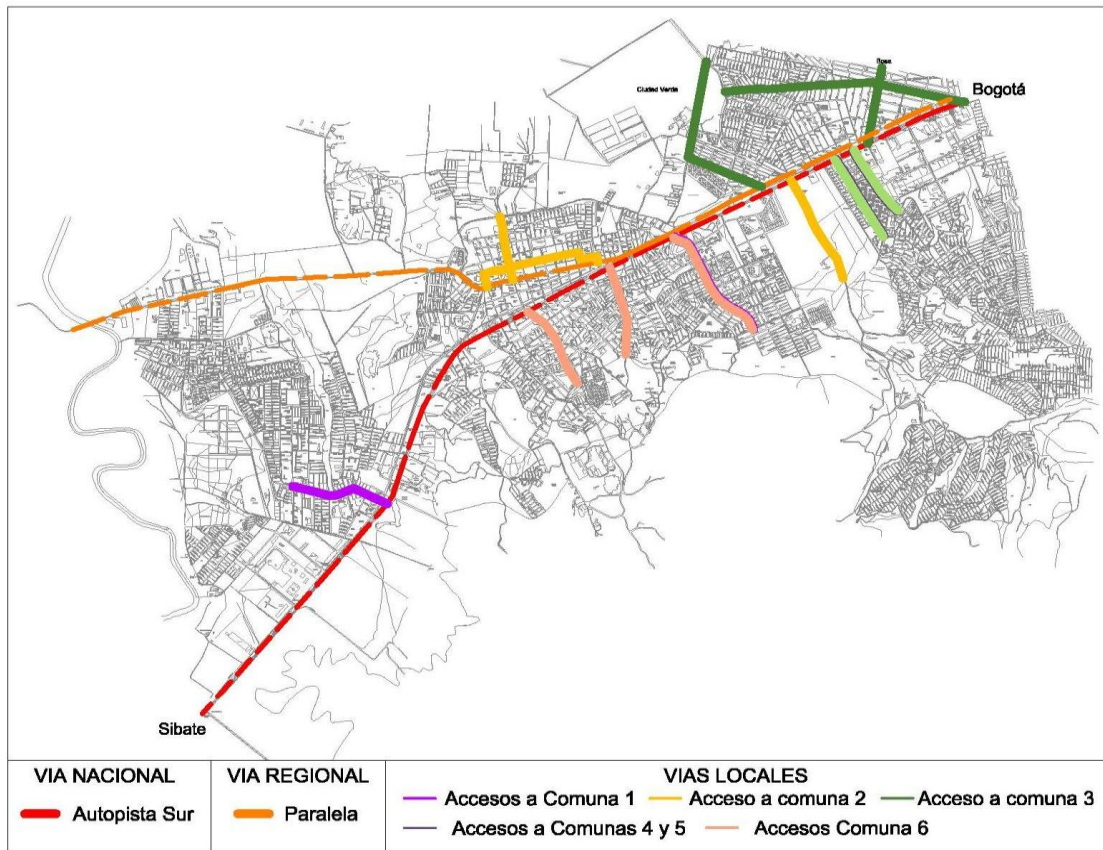 Bosa
Ciudad Verde
Bogotá
Sibate
VIA NACIONAL
Autopista Sur
VIA REGIONAL
Paralela
VIAS LOCALES
Accesos a Comuna 1
Acceso a comuna 2
Acceso a comuna 3
Accesos a Comunas 4 y 5
Accesos Comuna 6